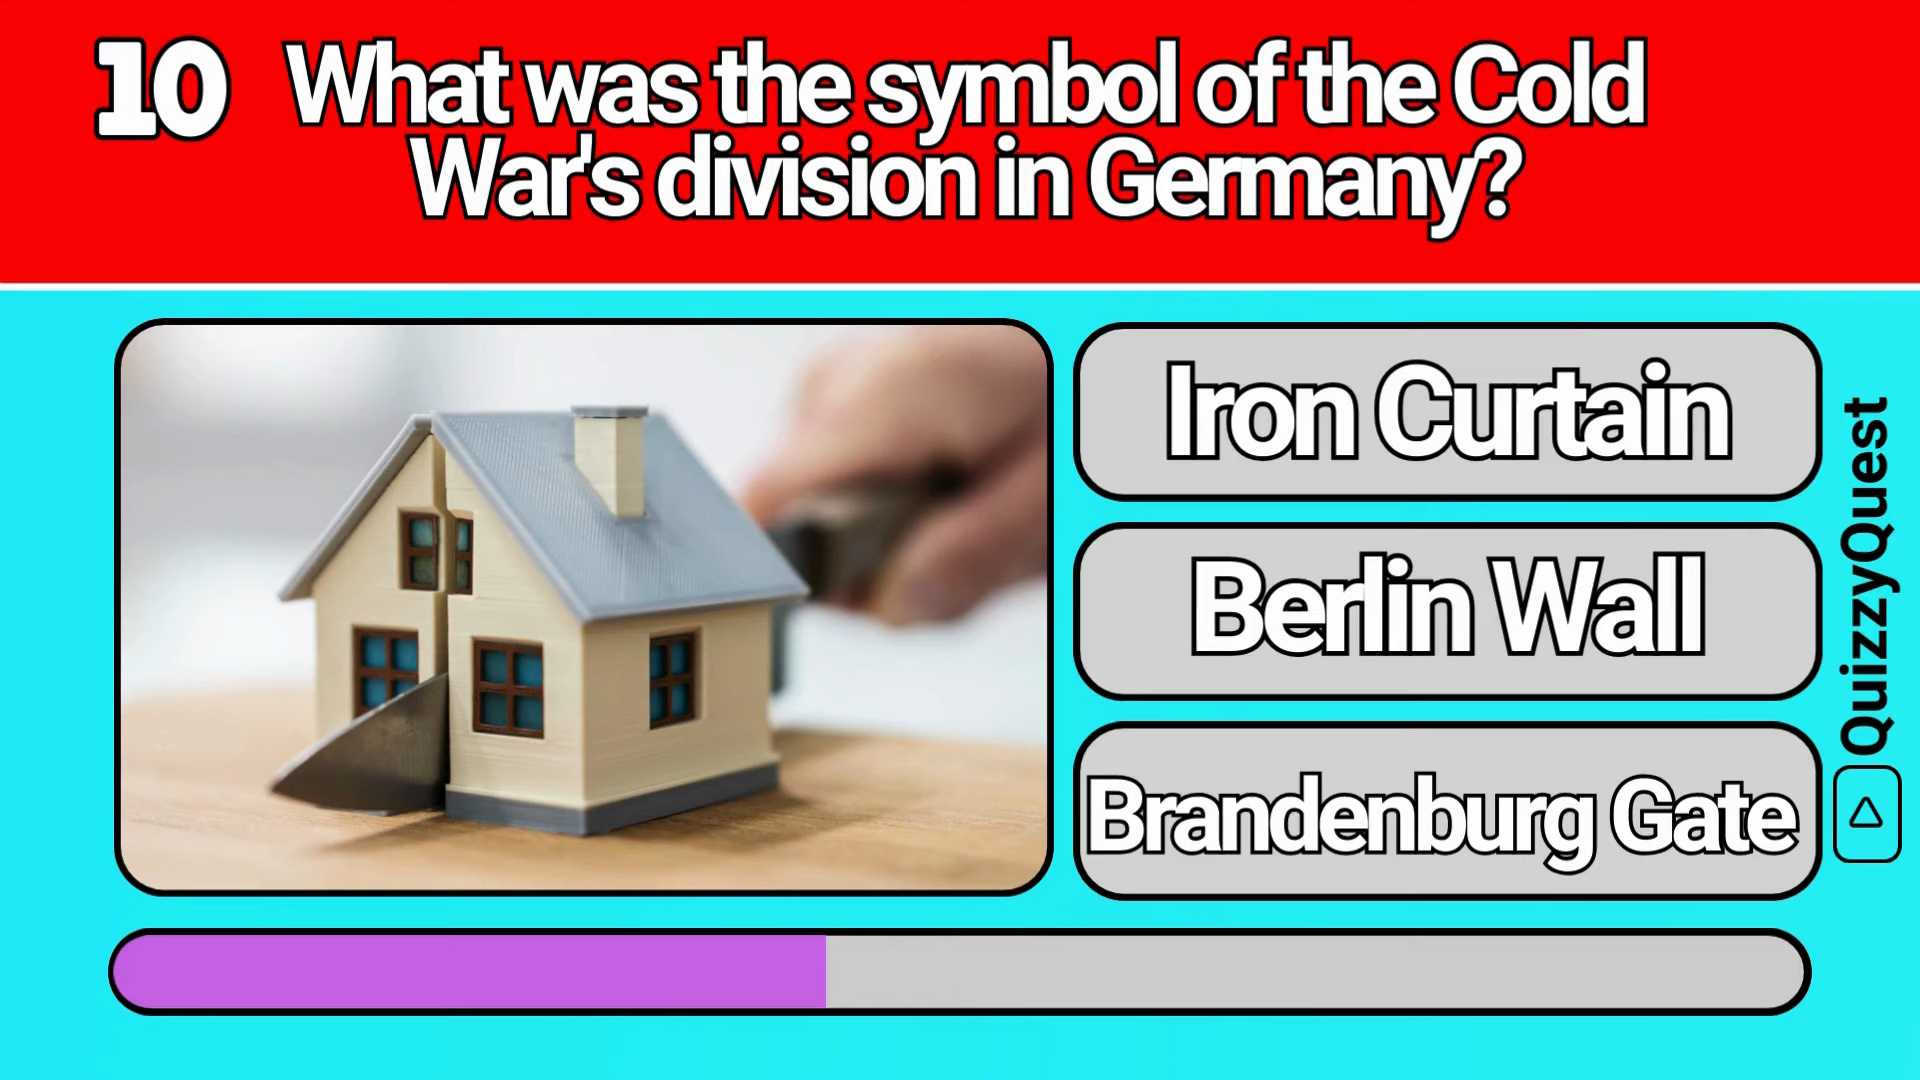 10
What was the symbol of the Cold
War's division in Germany?
Iron Curtain
Berlin Wall
Brandenburg Gate
QuizzyQuest